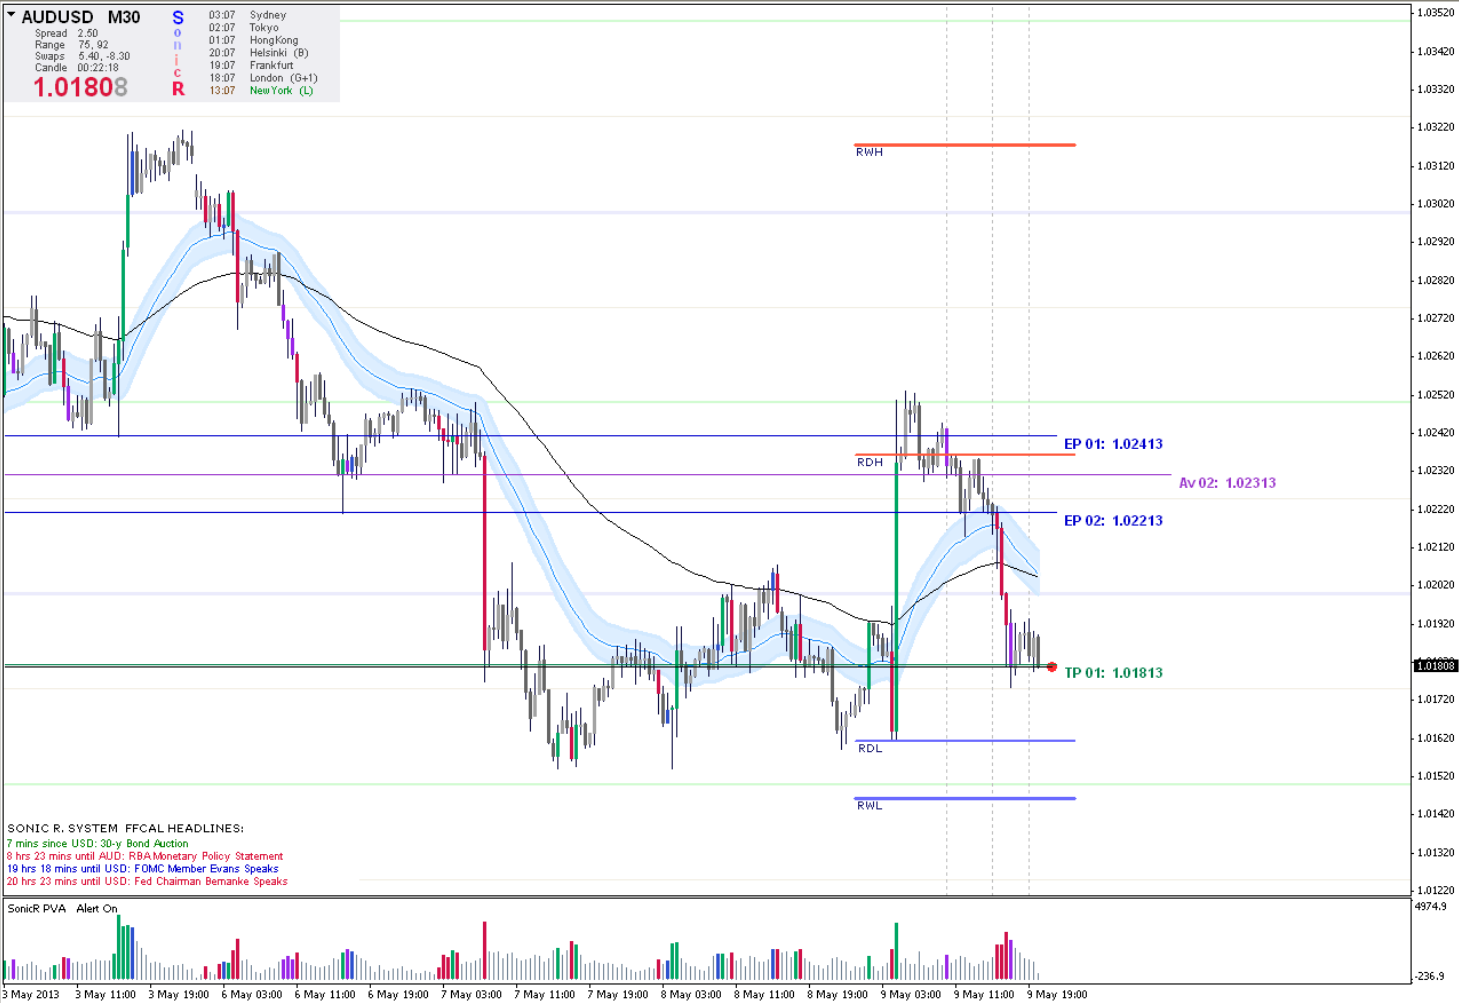 AUDUSD M30
Spread 2.50
Range 75, 92
Swaps 5.40, -8.30
Candle 00:22:18
1.01808
S
o
n
i
c
R
03:07 Sydney
02:07 Tokyo
01:07 HongKong
20:07 Helsinki (B)
19:07 Frankfurt
18:07 London (G+1)
13:07 NewYork (L)
RWH
EP 01: 1.02413
RDH
Av 02: 1.02313
EP 02: 1.02213
TP 01: 1.01813
RDL
RWL
1.03520
1.03420
1.03320
1.03220
1.03120
1.03020
1.02920
1.02820
1.02720
1.02620
1.02520
1.02420
1.02320
1.02220
1.02120
1.02020
1.01920
1.01808
1.01720
1.01620
1.01520
1.01420
1.01320
1.01220
SONIC R. SYSTEM FFCAL HEADLINES:
7 mins since USD: 30-y Bond Auction
8 hrs 23 mins until AUD: RBA Monetary Policy Statement
19 hrs 18 mins until USD: FOMC Member Evans Speaks
20 hrs 23 mins until USD: Fed Chairman Bernanke Speaks
SonicR PVA Alert On
4974.9
-236.9
3 May 2013
3 May 11:00
3 May 19:00
6 May 03:00
6 May 11:00
6 May 19:00
7 May 03:00
7 May 11:00
7 May 19:00
8 May 03:00
8 May 11:00
8 May 19:00
9 May 03:00
9 May 11:00
9 May 19:00